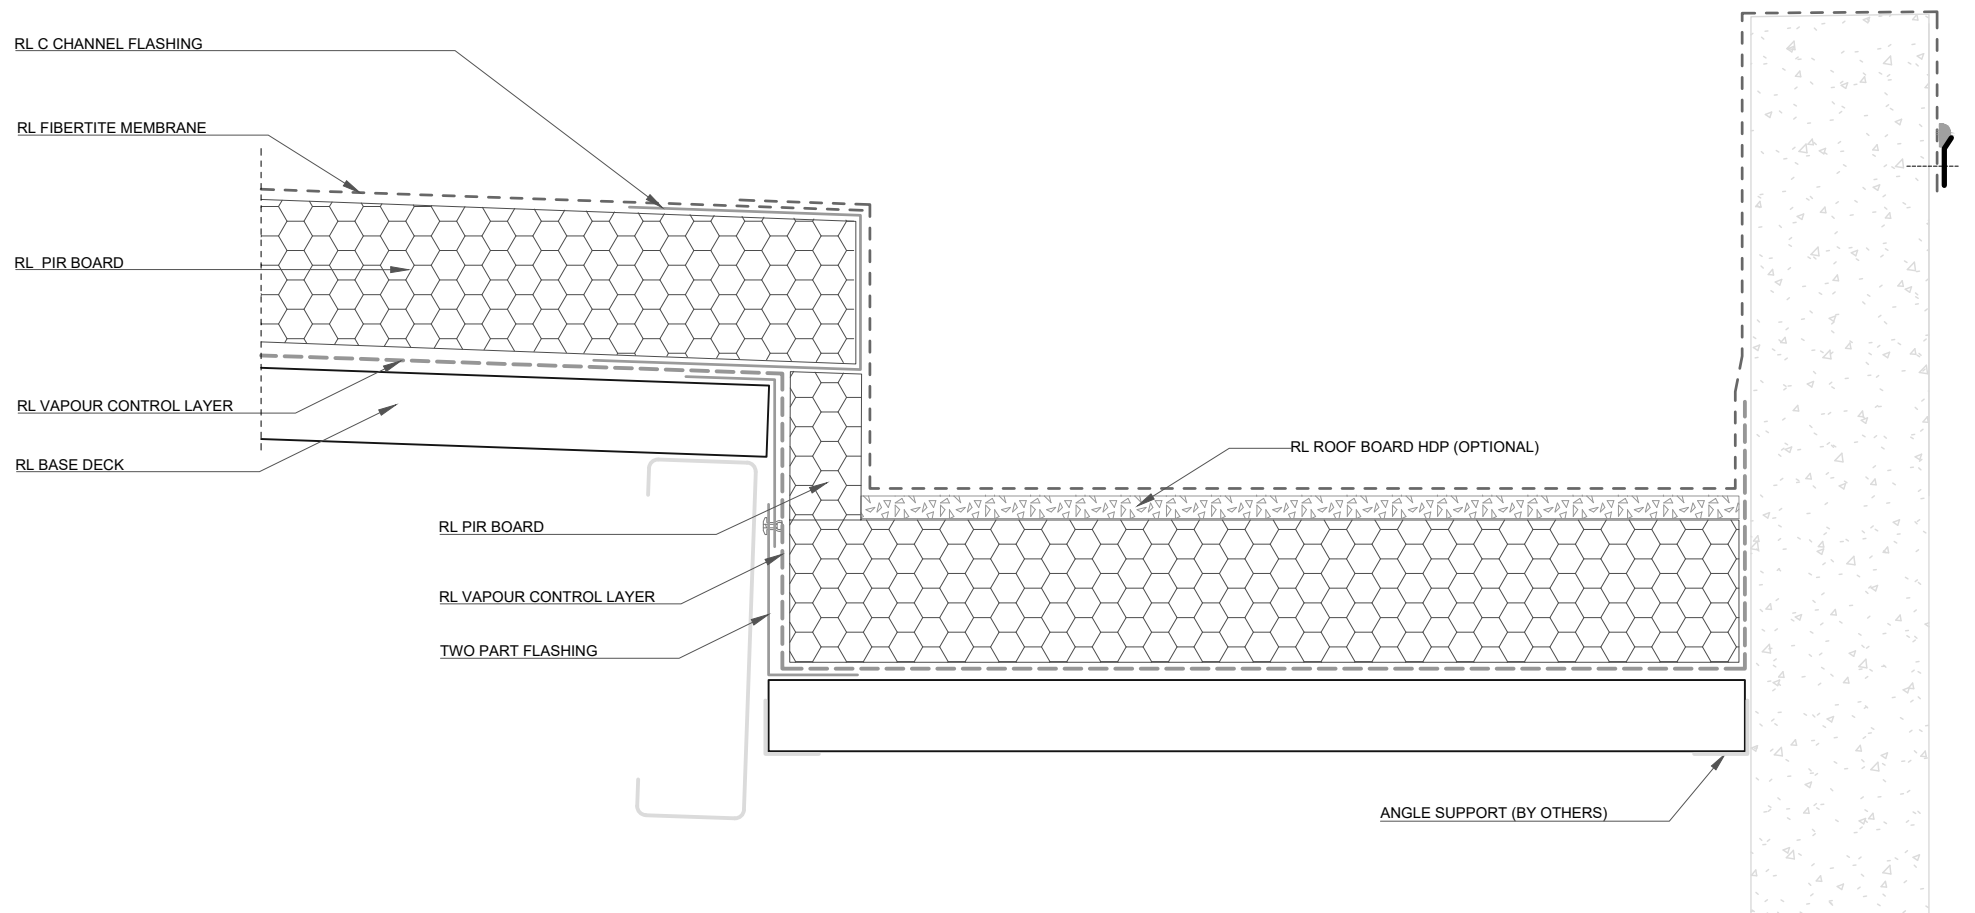 RL C CHANNEL FLASHING
RL FIBERTITE MEMBRANE
RL PIR BOARD
RL VAPOUR CONTROL LAYER
RL BASE DECK
RL ROOF BOARD HDP (OPTIONAL)
RL PIR BOARD
RL VAPOUR CONTROL LAYER
TWO PART FLASHING
ANGLE SUPPORT (BY OTHERS)